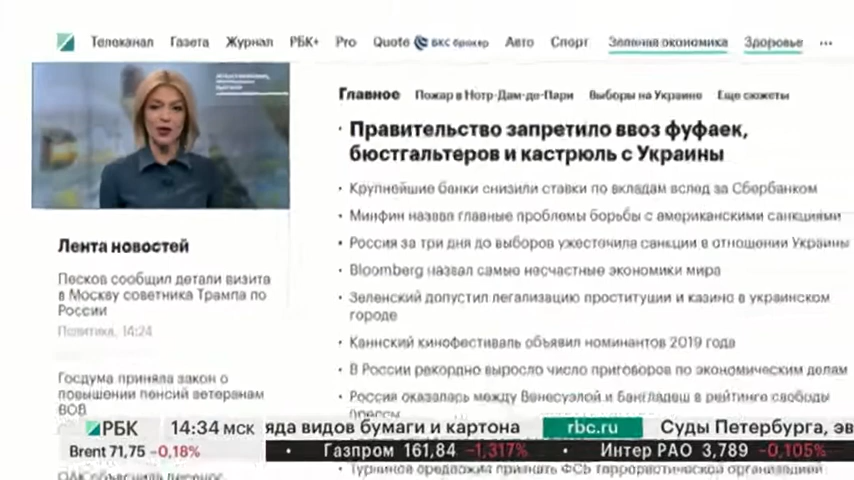 Телеканал Газета Журнал РБК+ Pro Quote БКС брокер Авто Спорт Зеленая экономика Здоровье ...
Главное Пожар в Нотр-Дам-де-Пари Выборы на Украине Еще сюжеты
Правительство запретило ввоз фуфаек,
бюстгальтеров и кастрюль с Украины
Крупнейшие банки снизили ставки по вкладам вслед за Сбербанком
Минфин назвал главные проблемы борьбы с американскими санкциями
Россия за три дня до выборов ужесточила санкции в отношении Украины
Bloomberg назвал самые несчастные экономики мира
Зеленский допустил легализацию проституции и казино в украинском
городе
Каннский кинофестиваль объявил номинантов 2019 года
В России рекордно выросло число приговоров по экономическим делам
Россия оказалась между Венесуэлой и Бангладеш в рейтинге свободы
прессы
Лента новостей
Песков сообщил детали визита
в Москву советника Трампа по
России
Политика, 14:24
Госдума приняла закон о
повышении пенсий ветеранам
ВОВ
РБК 14:34 МСК яда видов бумаги и картона rbc.ru Суды Петербурга, эв
Brent 71,75 -0,18% • Газпром 161,84 -1,317% • Интер РАО 3,789 -0,105%
Турчинов предложил признать ФСБ террористической организацией